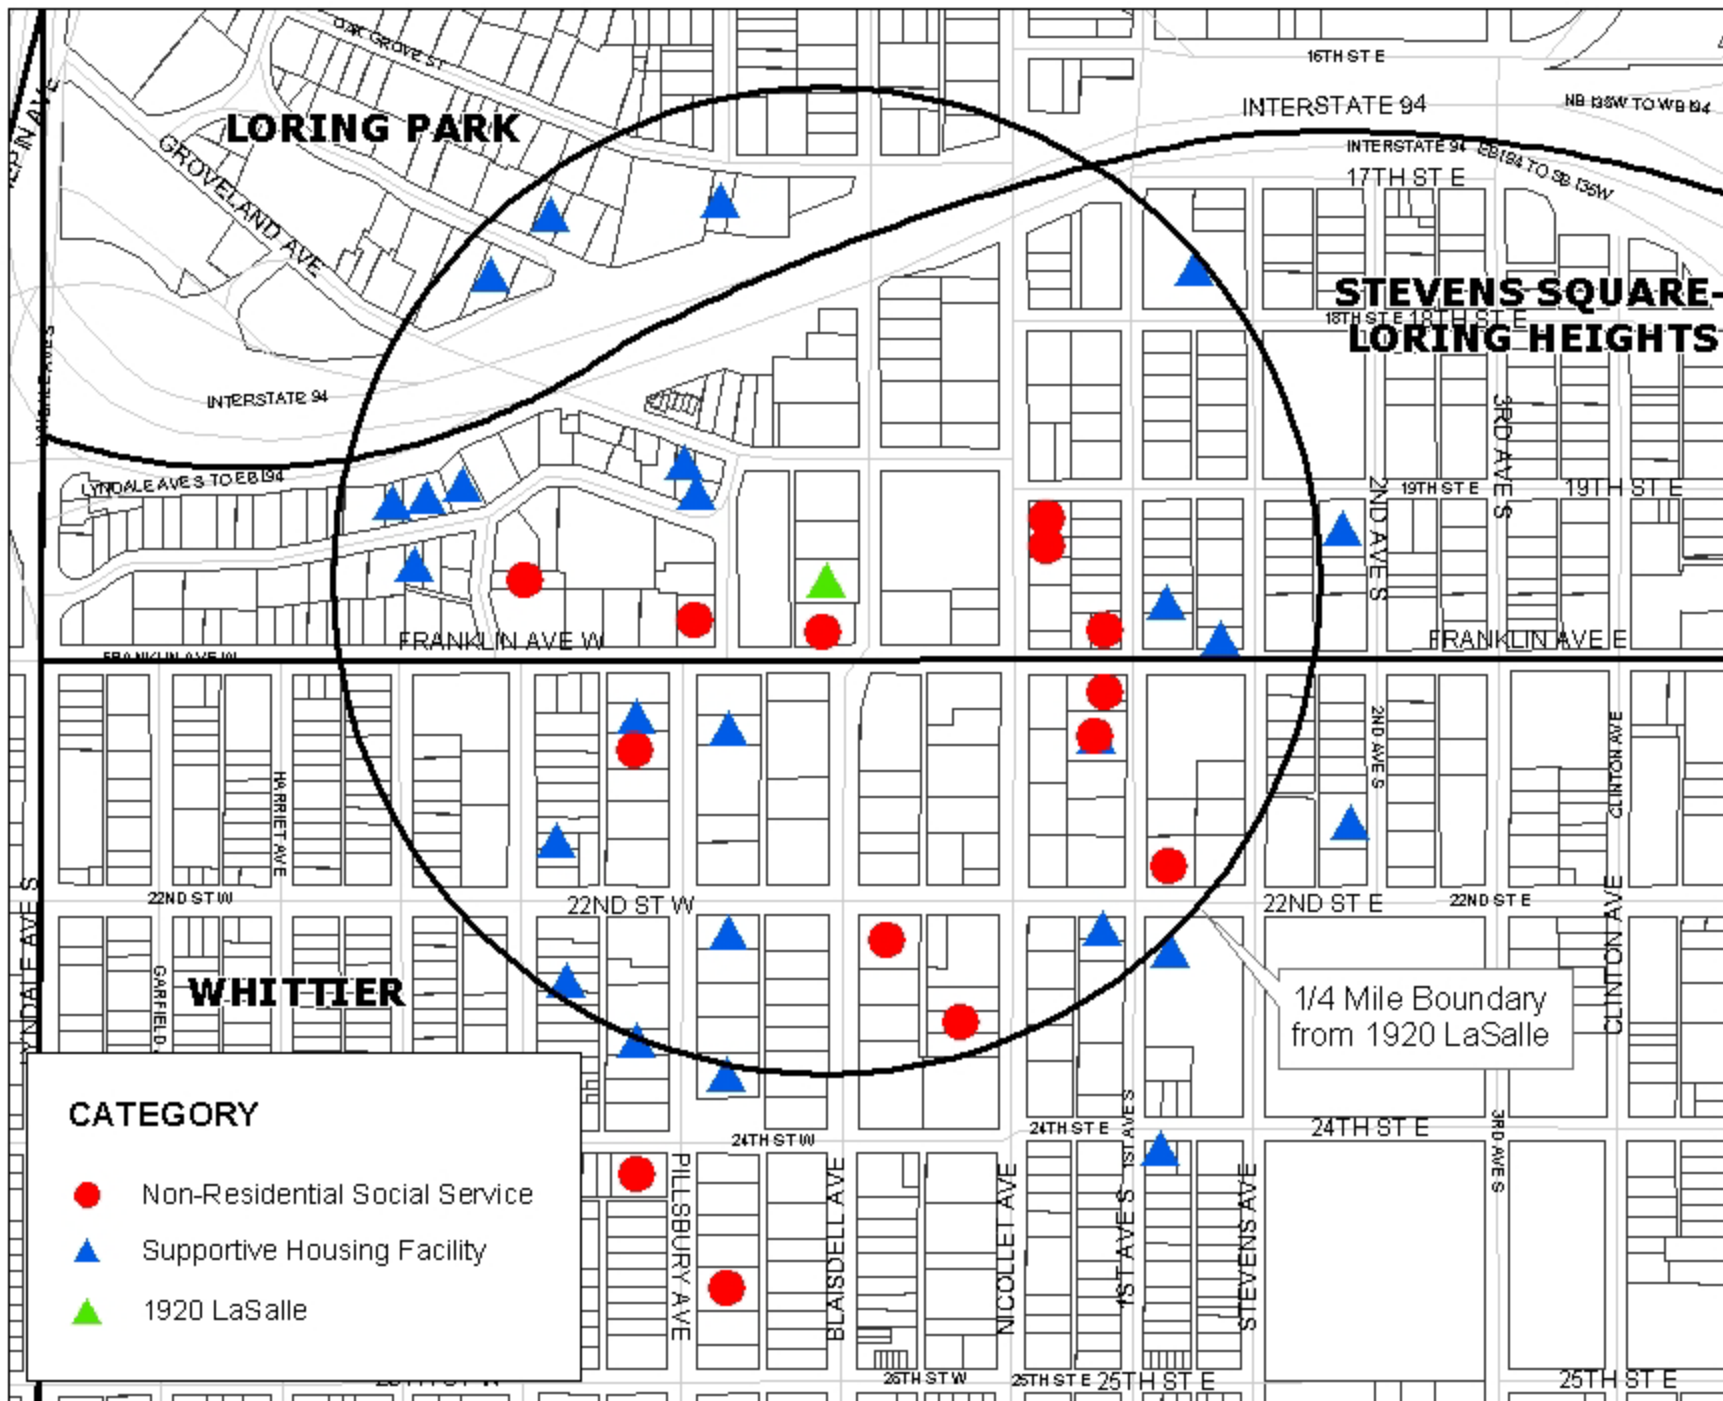 OAK GROVE ST
16TH ST E
INTERSTATE 94
NB I35W TO WB I94
LORING PARK
GROVELAND AVE
INTERSTATE 94
EB I94 TO SB I35W
17TH ST E
STEVENS SQUARE-
LORING HEIGHTS
18TH ST E
18TH ST E
INTERSTATE 94
3RD AVE S
LYNDALE AVE S TO EB I94
2ND AVE S
19TH ST E
19TH ST E
FRANKLIN AVE W
FRANKLIN AVE E
FRANKLIN AVE W
HARRIET AVE
2ND AVE S
CLINTON AVE
22ND ST W
22ND ST W
22ND ST E
22ND ST E
LYNDALE AVE S
CLINTON AVE
WHITTIER
GARFIELD
1/4 Mile Boundary
from 1920 LaSalle
24TH ST W
24TH ST E
1ST AVE S
24TH ST E
3RD AVE S
PILLSBURY AVE
BLAISDELL AVE
NICOLLET AVE
1ST AVE S
STEVENS AVE
CATEGORY
Non-Residential Social Service
Supportive Housing Facility
1920 LaSalle
25TH ST E
25TH ST E
25TH ST E